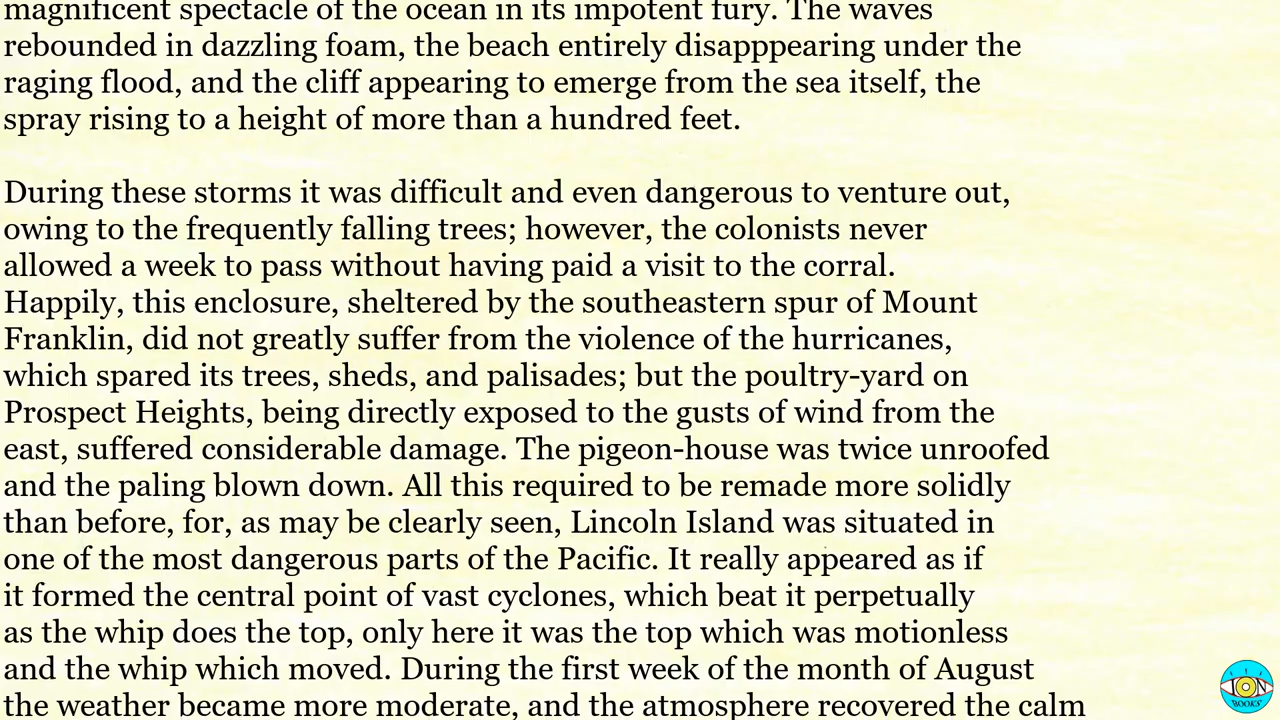 magnificent spectacle of the ocean in its impotent fury. The waves
rebounded in dazzling foam, the beach entirely disapppearing under the
raging flood, and the cliff appearing to emerge from the sea itself, the
spray rising to a height of more than a hundred feet.
During these storms it was difficult and even dangerous to venture out,
owing to the frequently falling trees; however, the colonists never
allowed a week to pass without having paid a visit to the corral.
Happily, this enclosure, sheltered by the southeastern spur of Mount
Franklin, did not greatly suffer from the violence of the hurricanes,
which spared its trees, sheds, and palisades; but the poultry-yard on
Prospect Heights, being directly exposed to the gusts of wind from the
east, suffered considerable damage. The pigeon-house was twice unroofed
and the paling blown down. All this required to be remade more solidly
than before, for, as may be clearly seen, Lincoln Island was situated in
one of the most dangerous parts of the Pacific. It really appeared as if
it formed the central point of vast cyclones, which beat it perpetually
as the whip does the top, only here it was the top which was motionless
and the whip which moved. During the first week of the month of August
the weather became more moderate, and the atmosphere recovered the calm
ION
BOOKS